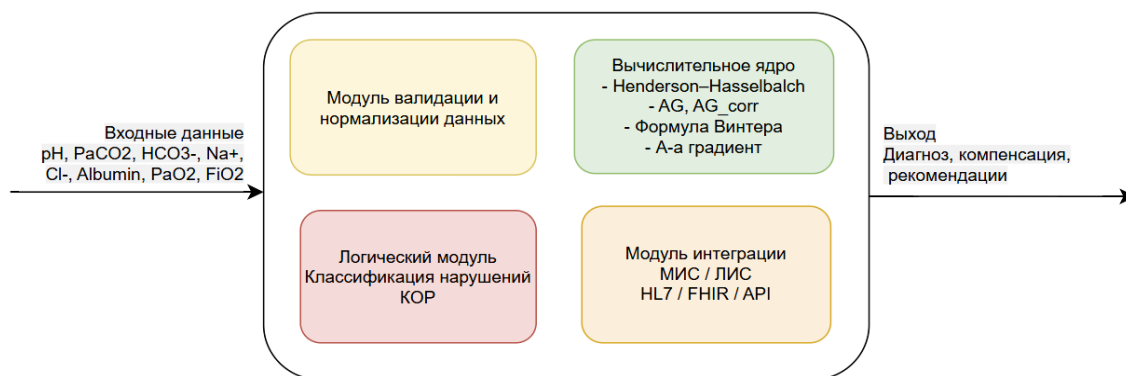 Входные данные
pH, PaCO2, HCO3-, Na+,
Cl-, Albumin, PaO2, FiO2
Модуль валидации и
нормализации данных
Вычислительное ядро
- Henderson–Hasselbalch
- AG, AG_corr
- Формула Винтера
- A-a градиент
Логический модуль
Классификация нарушений
КОР
Модуль интеграции
МИС / ЛИС
HL7 / FHIR / API
Выход
Диагноз, компенсация,
рекомендации